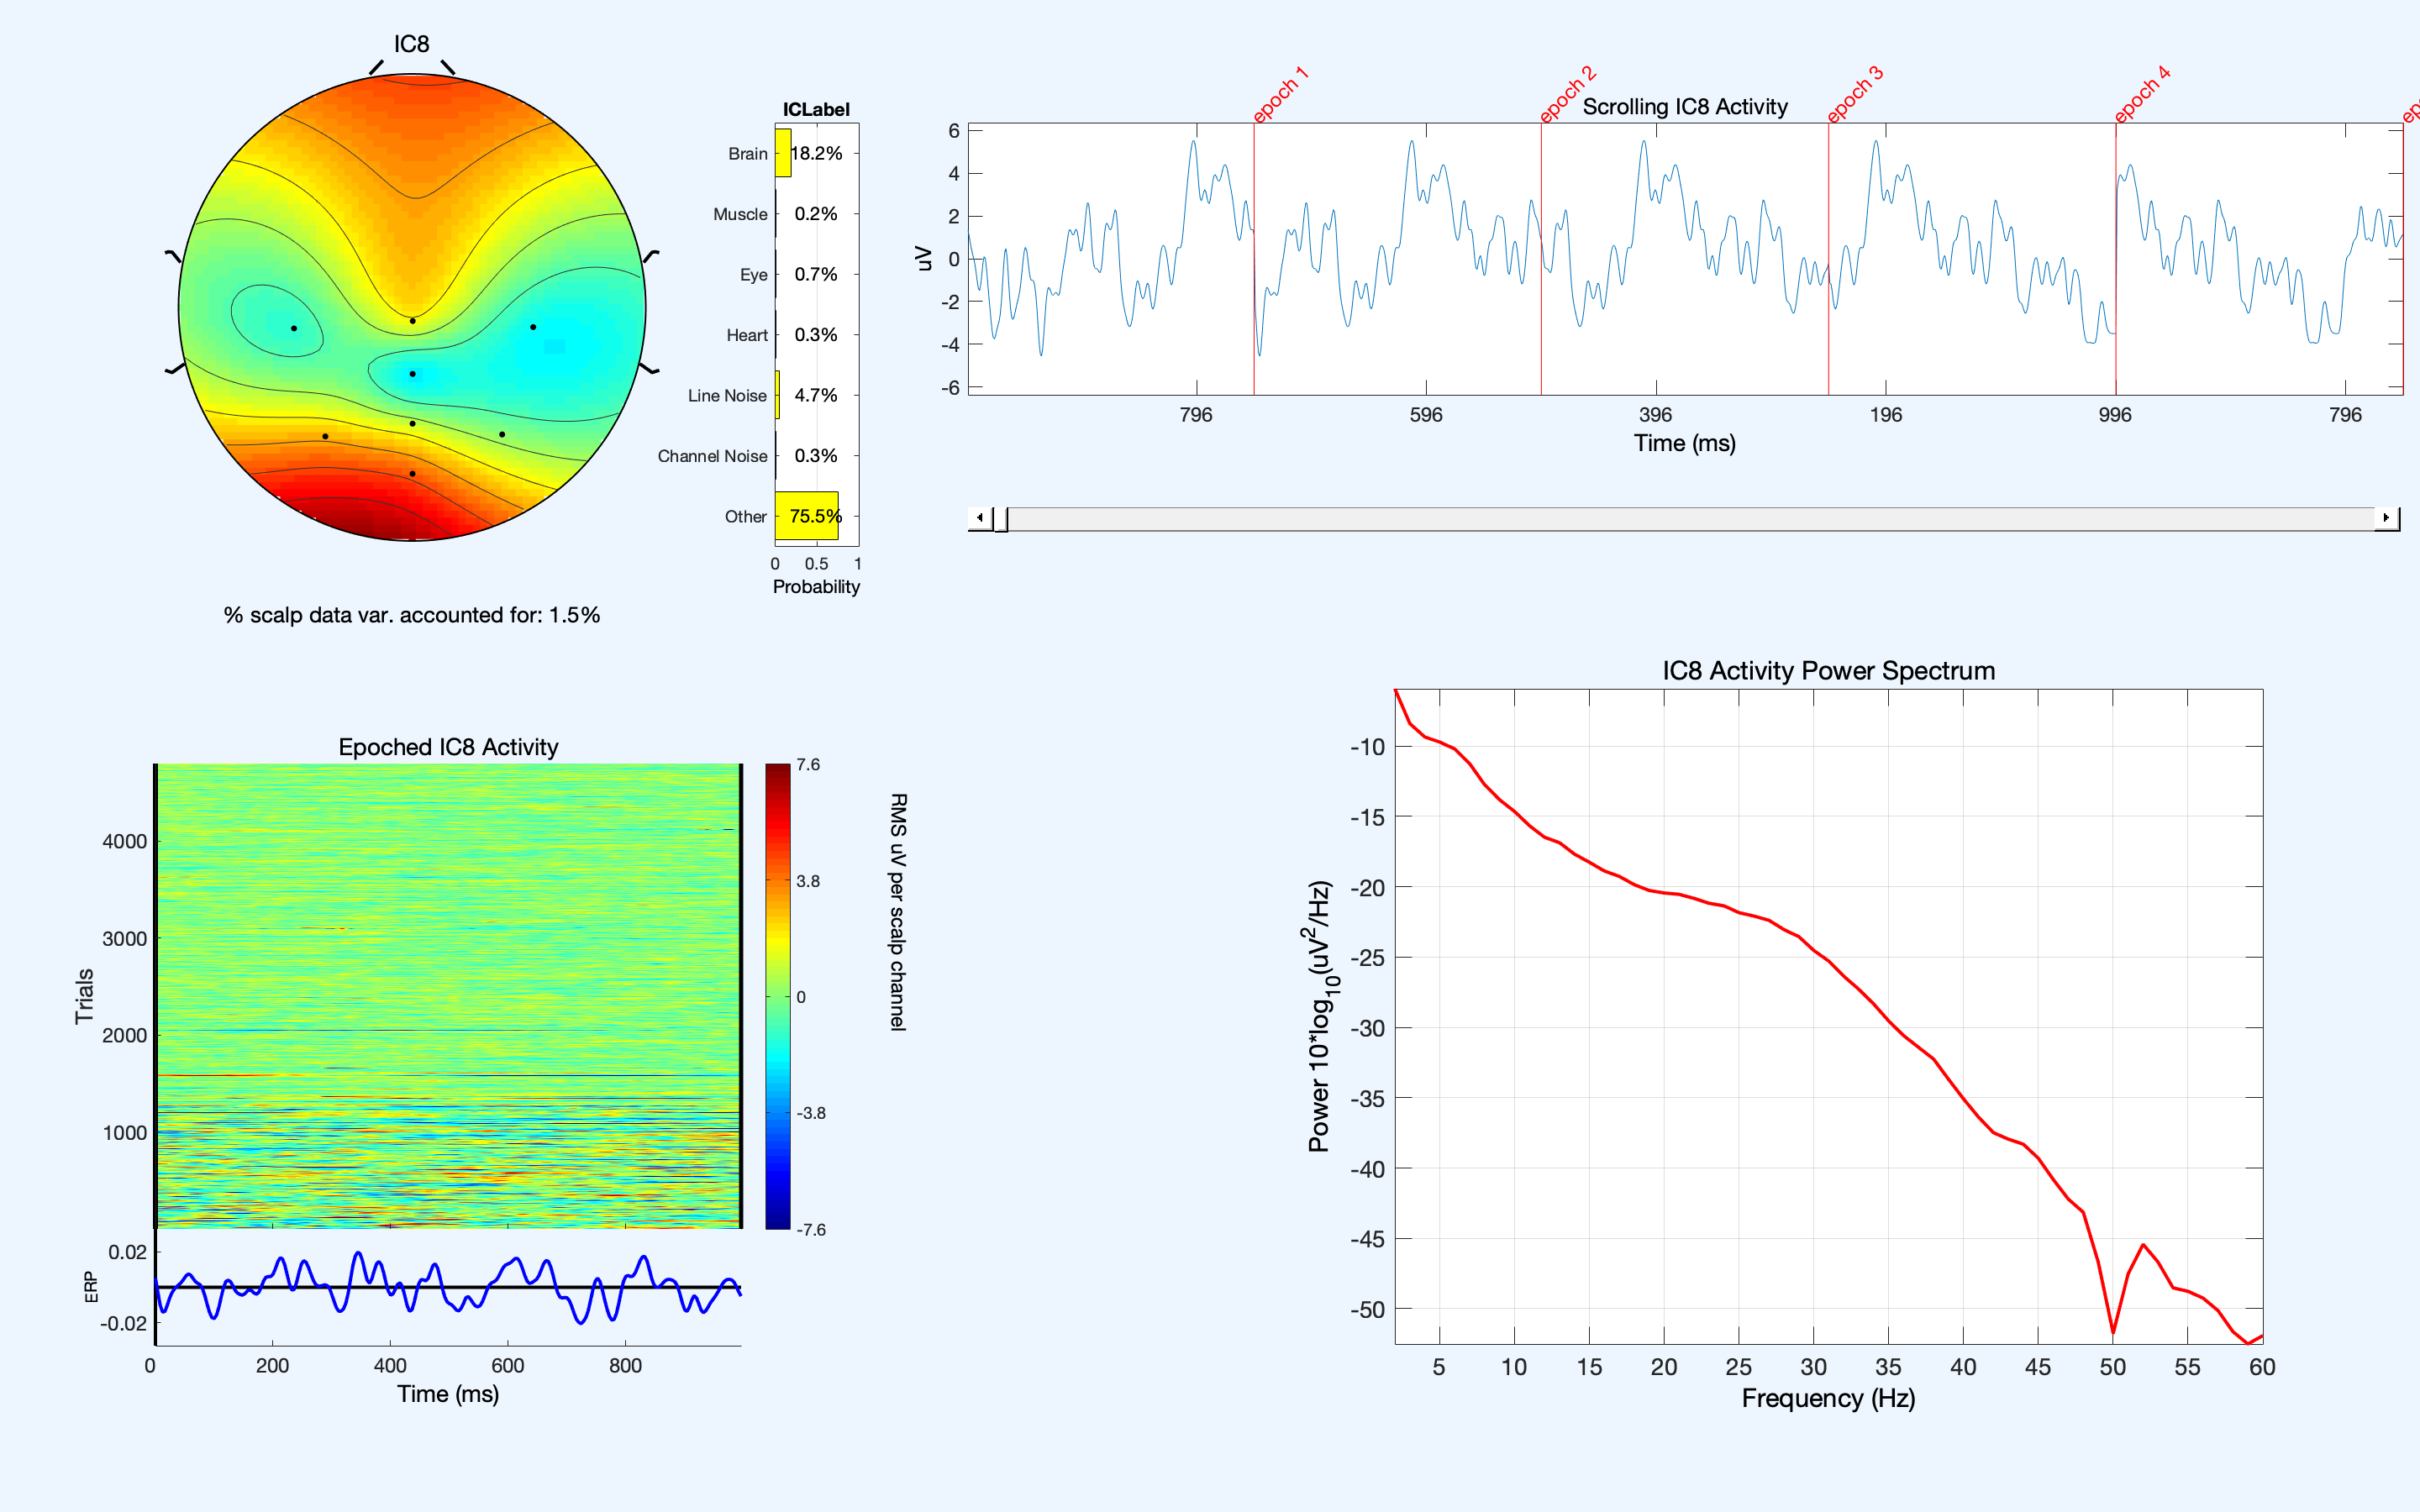 IC8
ICLabel
Brain 18.2%
Muscle 0.2%
Eye 0.7%
Heart 0.3%
Line Noise 4.7%
Channel Noise 0.3%
Other 75.5%
0 0.5 1
Probability
% scalp data var. accounted for: 1.5%
epoch 1 epoch 2 epoch 3 epoch 4
Scrolling IC8 Activity
uV
6
4
2
0
-2
-4
-6
796 596 396 196 996 796
Time (ms)
Epoched IC8 Activity
Trials
4000
3000
2000
1000
7.6
3.8
0
-3.8
-7.6
RMS uV per scalp channel
ERP
0.02
-0.02
0 200 400 600 800
Time (ms)
IC8 Activity Power Spectrum
Power 10*log10(uV2/Hz)
-10
-15
-20
-25
-30
-35
-40
-45
-50
5 10 15 20 25 30 35 40 45 50 55 60
Frequency (Hz)